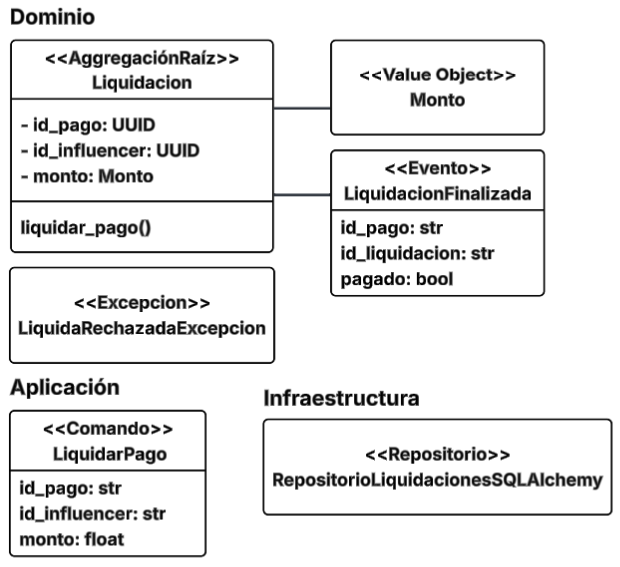 Dominio
<<AggregaciónRaíz>>
Liquidacion
- id_pago: UUID
- id_influencer: UUID
- monto: Monto
liquidar_pago()
<<Value Object>>
Monto
<<Evento>>
LiquidacionFinalizada
id_pago: str
id_liquidacion: str
pagado: bool
<<Excepcion>>
LiquidaRechazadaExcepcion
Aplicación
<<Comando>>
LiquidarPago
id_pago: str
id_influencer: str
monto: float
Infraestructura
<<Repositorio>>
RepositorioLiquidacionesSQLAlchemy